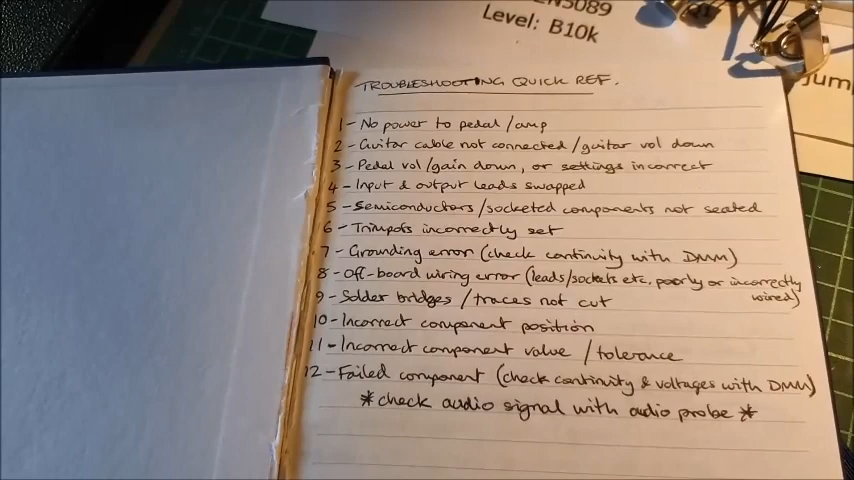 EN5089
Level: B10k
Jump
TROUBLESHOOTING QUICK REF.
1 - No power to pedal/amp
2 - Guitar cable not connected/guitar vol down
3 - Pedal vol/gain down, or settings incorrect
4 - Input & output leads swapped
5 - Semiconductors/socketed components not seated
6 - Trimpots incorrectly set
7 - Grounding error (check continuity with DMM)
8 - Off-board wiring error (leads/sockets etc, poorly or incorrectly
wired)
9 - Solder bridges/traces not cut
10 - Incorrect component position
11 - Incorrect component value/tolerance
12 - Failed component (check continuity & voltages with DMM)
*check audio signal with audio probe*